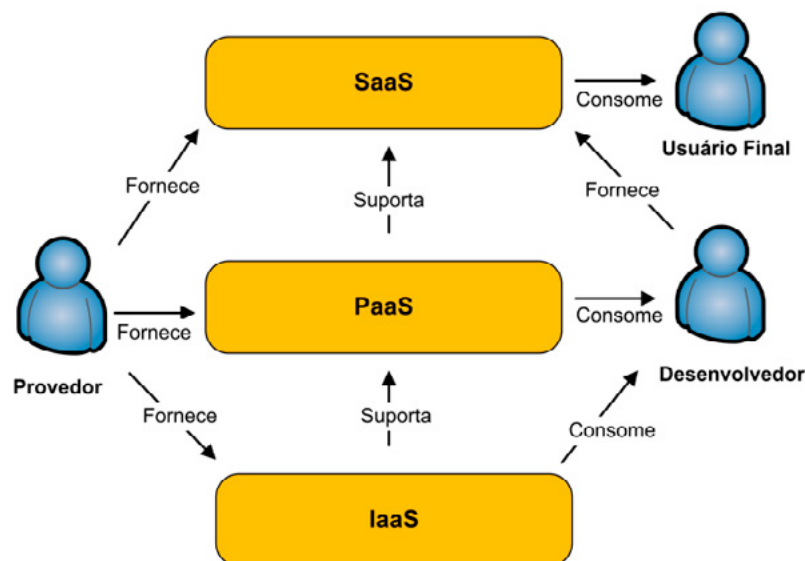 SaaS
Consome
Usuário Final
Fornece
Suporta
Fornece
PaaS
Fornece
Consome
Provedor
Desenvolvedor
Fornece
Suporta
Consome
IaaS